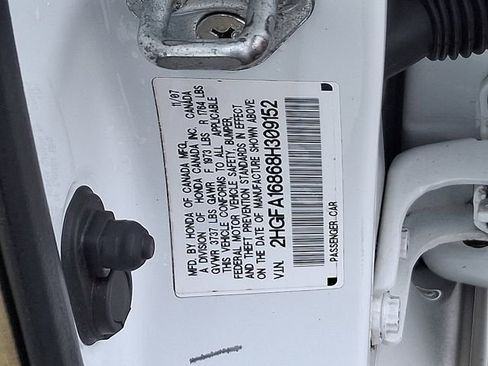 MFD. BY HONDA OF CANADA MFG. 11/07
A DIVISION OF HONDA CANADA INC. CANADA
GVWR 3737 LBS GAWR F 1973 LBS R 1764 LBS
THIS VEHICLE CONFORMS TO ALL APPLICABLE
FEDERAL MOTOR VEHICLE SAFETY, BUMPER,
AND THEFT PREVENTION STANDARDS IN EFFECT
ON THE DATE OF MANUFACTURE SHOWN ABOVE
V.I.N. 2HGFA16868H309152
PASSENGER CAR